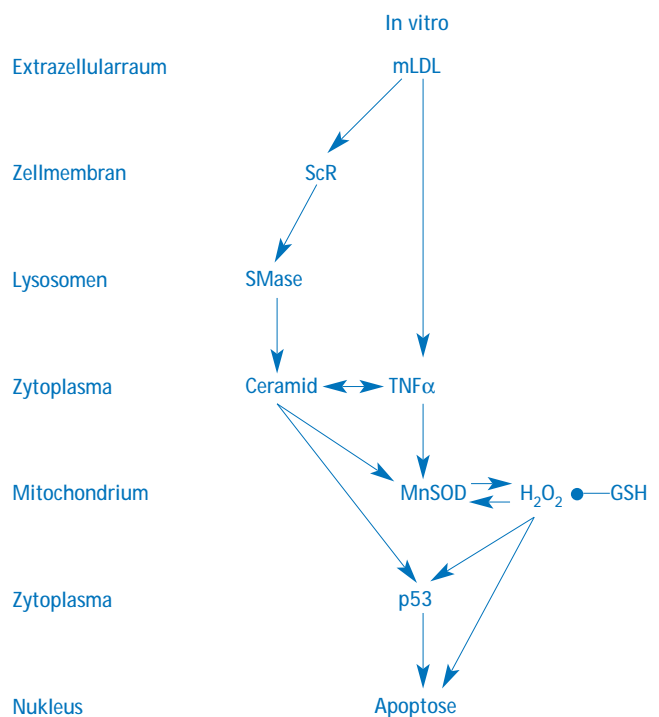 In vitro
Extrazellularraum mLDL
Zellmembran ScR
Lysosomen SMase
Zytoplasma Ceramid TNFα
Mitochondrium MnSOD H₂O₂ GSH
Zytoplasma p53
Nukleus Apoptose